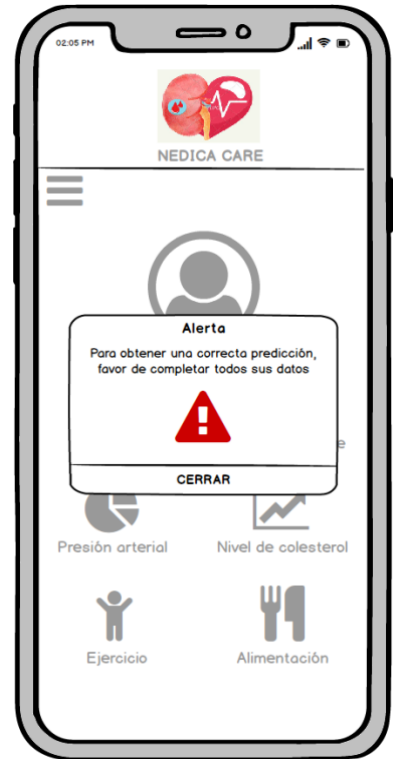 02:05 PM
NEDICA CARE
Alerta
Para obtener una correcta predicción,
favor de completar todos sus datos
CERRAR
Presión arterial
Nivel de colesterol
Ejercicio
Alimentación